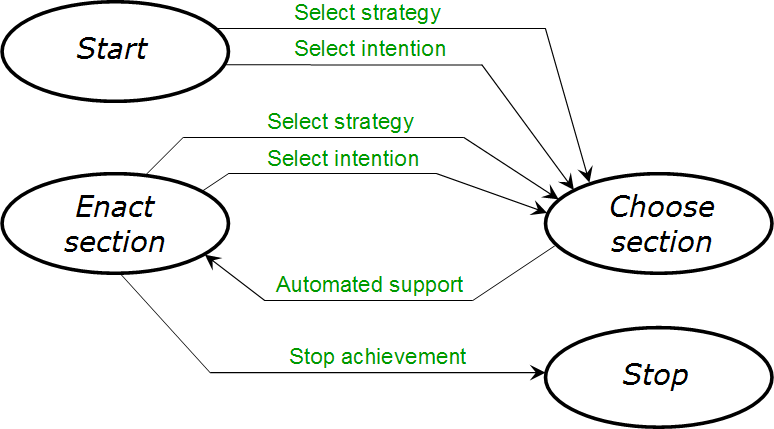 Select strategy
Start
Select intention
Select strategy
Select intention
Enact
section
Choose
section
Automated support
Stop achievement
Stop